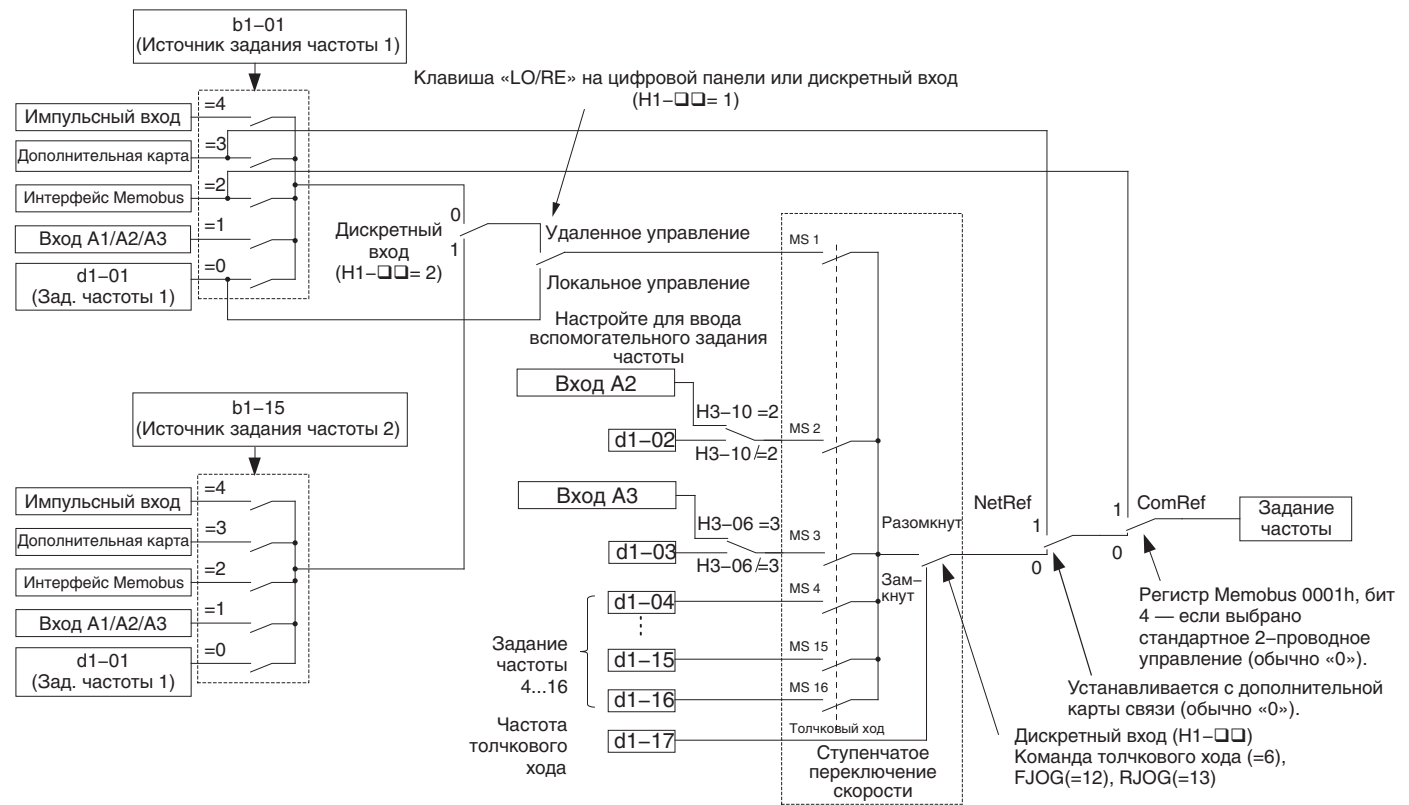 b1–01
(Источник задания частоты 1)
Клавиша «LO/RE» на цифровой панели или дискретный вход
(H1–❑❑= 1)
Импульсный вход
=4
Дополнительная карта
=3
Интерфейс Memobus
=2
Вход A1/A2/A3
=1
d1–01
(Зад. частоты 1)
=0
Дискретный
вход
(H1–❑❑= 2)
0
1
Удаленное управление
Локальное управление
Настройте для ввода
вспомогательного задания
частоты
Вход A2
H3–10 =2
d1–02
H3–10 ≠2
MS 1
MS 2
b1–15
(Источник задания частоты 2)
Импульсный вход
=4
Дополнительная карта
=3
Интерфейс Memobus
=2
Вход A1/A2/A3
=1
d1–01
(Зад. частоты 1)
=0
Вход A3
H3–06 =3
d1–03
H3–06 ≠3
MS 3
d1–04
MS 4
d1–15
MS 15
d1–16
MS 16
Задание
частоты
4...16
Частота
толчкового
хода
d1–17
Толчковый ход
Ступенчатое
переключение
скорости
Разомкнут
Зам–
кнут
NetRef
1
0
1
ComRef
0
Задание
частоты
Регистр Memobus 0001h, бит
4 — если выбрано
стандартное 2–проводное
управление (обычно «0»).
Устанавливается с дополнительной
карты связи (обычно «0»).
Дискретный вход (H1–❑❑)
Команда толчкового хода (=6),
FJOG(=12), RJOG(=13)